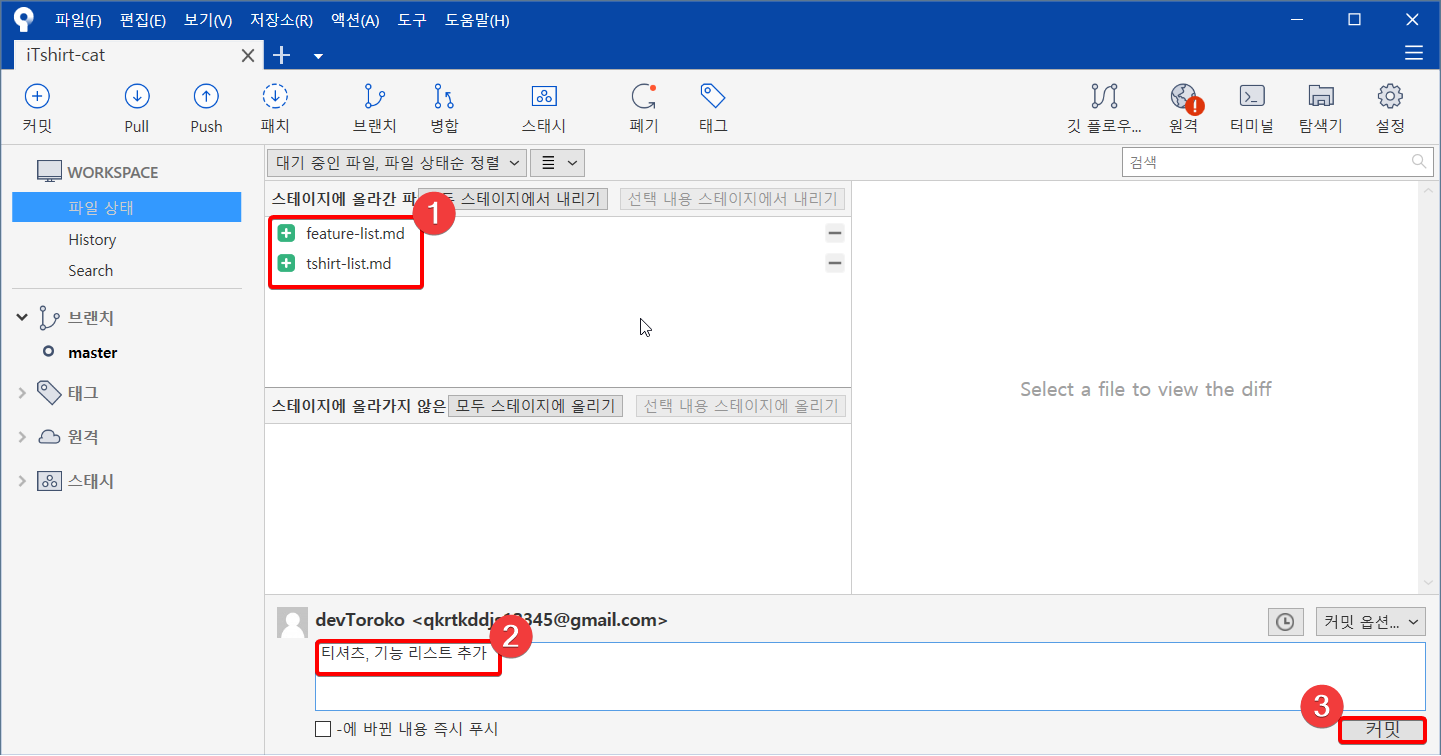 파일(F) 편집(E) 보기(V) 저장소(R) 액션(A) 도구 도움말(H)
iTshirt-cat
커밋 Pull Push 패치 브랜치 병합 스태시 폐기 태그 깃 플로우... 원격 터미널 탐색기 설정
WORKSPACE
파일 상태
History
Search
브랜치
master
태그
원격
스태시
대기 중인 파일, 파일 상태순 정렬
검색
스테이지에 올라간 스테이지에서 내리기 선택 내용 스테이지에서 내리기
1
feature-list.md
tshirt-list.md
스테이지에 올라가지 않은 모두 스테이지에 올리기 선택 내용 스테이지에 올리기
Select a file to view the diff
devToroko 345@gmail.com>
커밋 옵션...
2
티셔츠, 기능 리스트 추가
-에 바뀐 내용 즉시 푸시
3
커밋